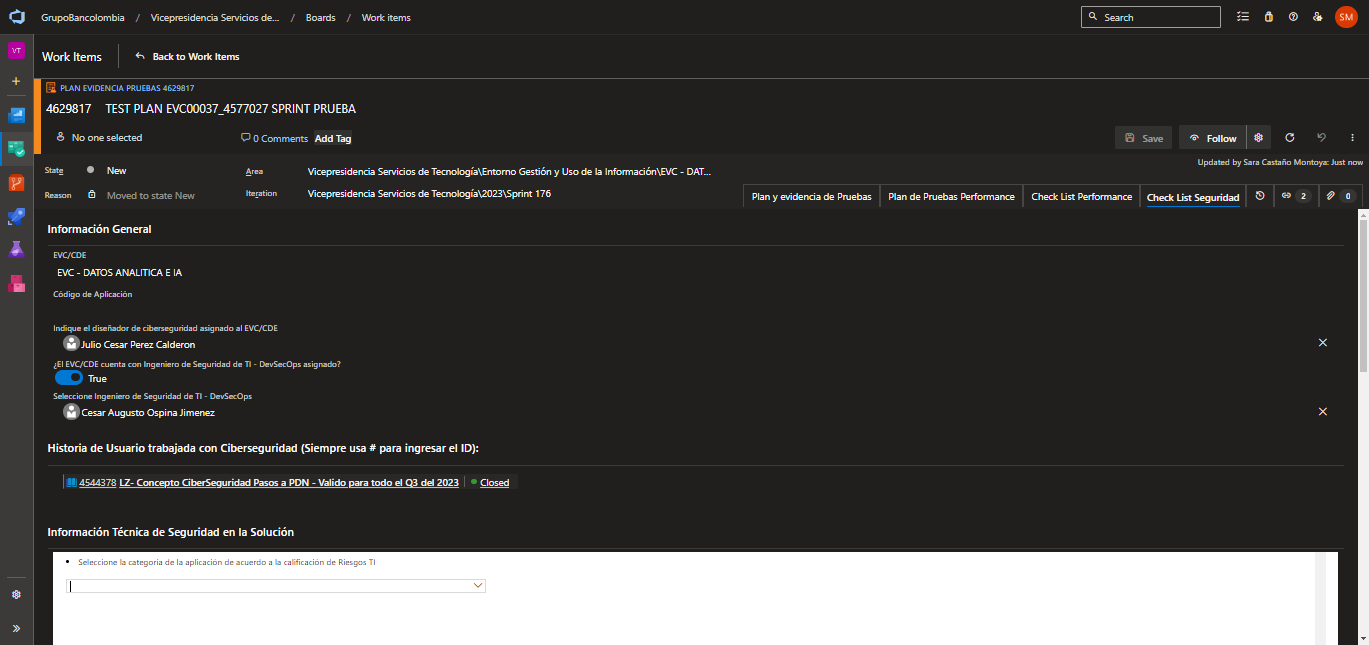 GrupoBancolombia / Vicepresidencia Servicios de... / Boards / Work items
Search
SM
VT
Work Items
Back to Work Items
PLAN EVIDENCIA PRUEBAS 4629817
4629817 TEST PLAN EVC00037_4577027 SPRINT PRUEBA
No one selected
0 Comments
Add Tag
Save
Follow
Updated by Sara Castaño Montoya: Just now
State
New
Area
Vicepresidencia Servicios de Tecnología\Entorno Gestión y Uso de la Información\EVC - DAT...
Reason
Moved to state New
Iteration
Vicepresidencia Servicios de Tecnología\2023\Sprint 176
Plan y evidencia de Pruebas
Plan de Pruebas Performance
Check List Performance
Check List Seguridad
2
0
Información General
EVC/CDE
EVC - DATOS ANALITICA E IA
Código de Aplicación
Indique el diseñador de ciberseguridad asignado al EVC/CDE
Julio Cesar Perez Calderon
¿El EVC/CDE cuenta con Ingeniero de Seguridad de TI - DevSecOps asignado?
True
Seleccione Ingeniero de Seguridad de TI - DevSecOps
Cesar Augusto Ospina Jimenez
Historia de Usuario trabajada con Ciberseguridad (Siempre usa # para ingresar el ID):
4544378 LZ- Concepto CiberSeguridad Pasos a PDN - Valido para todo el Q3 del 2023
Closed
Información Técnica de Seguridad en la Solución
• Seleccione la categoria de la aplicación de acuerdo a la calificación de Riesgos TI